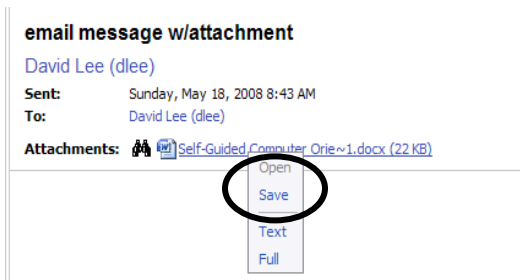 email message w/attachment
David Lee (dlee)
Sent: Sunday, May 18, 2008 8:43 AM
To: David Lee (dlee)
Attachments: Self-Guided Computer Orie~1.docx (22 KB)
Open
Save
Text
Full